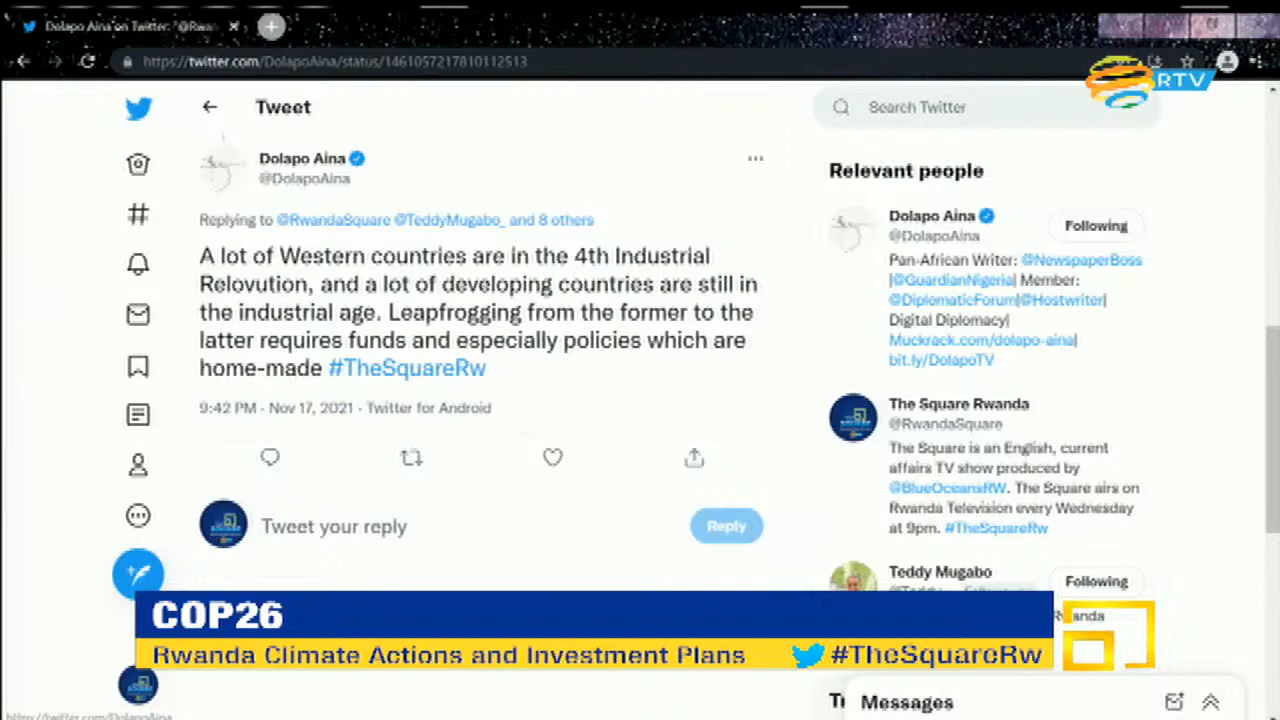 Dolapo Aina on Twitter: "@Rwa
https://twitter.com/DolapoAina/status/1461057217810112513
RTV
Tweet
Search Twitter
Dolapo Aina
@DolapoAina
Replying to @RwandaSquare @TeddyMugabo_ and 8 others
A lot of Western countries are in the 4th Industrial
Relovution, and a lot of developing countries are still in
the industrial age. Leapfrogging from the former to the
latter requires funds and especially policies which are
home-made #TheSquareRw
9:42 PM · Nov 17, 2021 · Twitter for Android
Tweet your reply
Reply
Relevant people
Dolapo Aina
@DolapoAina
Following
Pan-African Writer: @NewspaperBoss
|@GuardianNigeria| Member:
@DiplomaticForum|@Hostwriter|
Digital Diplomacy|
Muckrack.com/dolapo-aina|
bit.ly/DolapoTV
The Square Rwanda
@RwandaSquare
The Square is an English, current
affairs TV show produced by
@BlueOceansRW. The Square airs on
Rwanda Television every Wednesday
at 9pm. #TheSquareRw
Teddy Mugabo
Following
COP26
Rwanda Climate Actions and Investment Plans
#TheSquareRw
Messages
http://twitter.com/DolapoAina